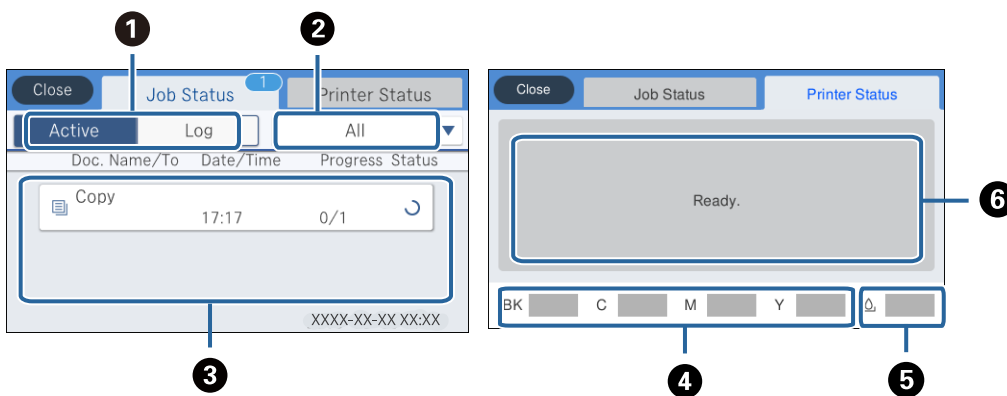 1 2
Close Job Status 1 Printer Status
Active Log All
Doc. Name/To Date/Time Progress Status
Copy
17:17 0/1
XXXX-XX-XX XX:XX
3
Close Job Status Printer Status
Ready.
6
BK C M Y
4 5